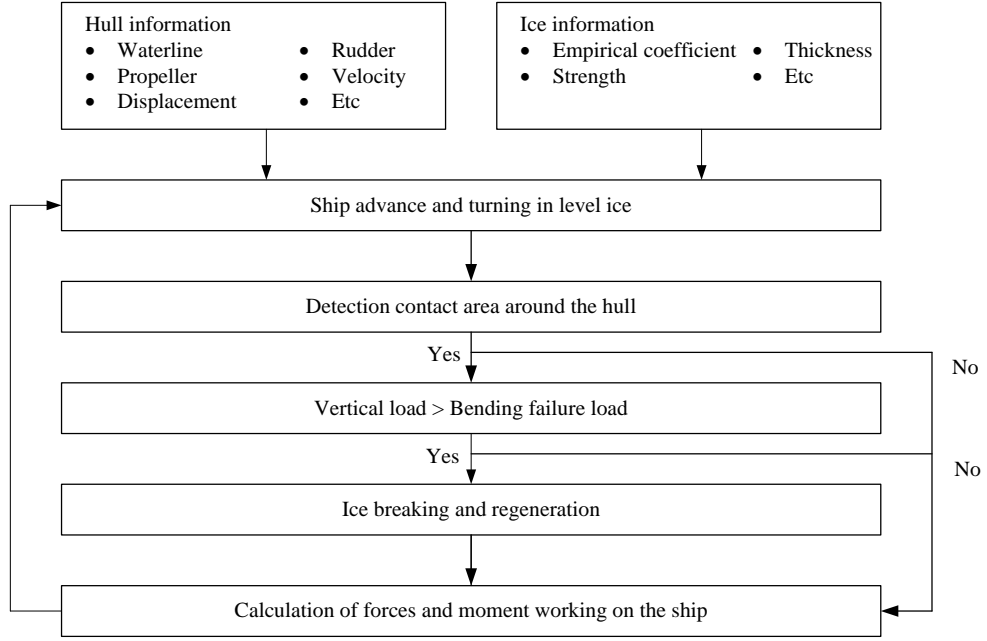 Hull information
• Waterline
• Rudder
• Propeller
• Velocity
• Displacement
• Etc
Ice information
• Empirical coefficient
• Thickness
• Strength
• Etc
Ship advance and turning in level ice
Detection contact area around the hull
Yes
No
Vertical load > Bending failure load
Yes
No
Ice breaking and regeneration
Calculation of forces and moment working on the ship